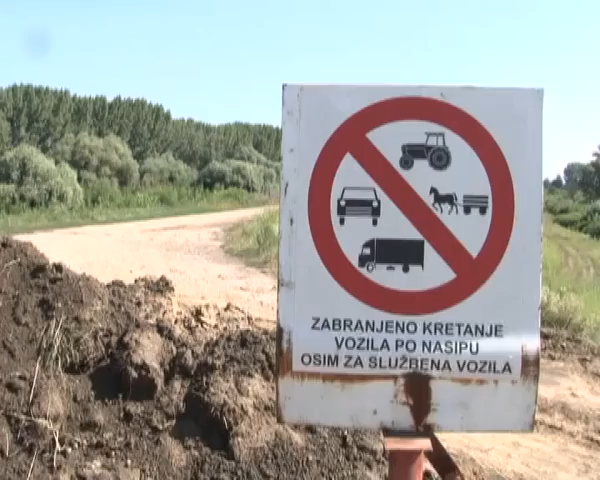 ZABRANJENO KRETANJE
VOZILA PO NASIPU
OSIM ZA SLUŽBENA VOZILA